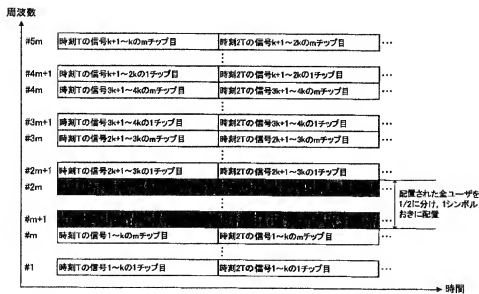 周波数
#5m 時刻Tの信号k+1～kのmチップ目 時刻2Tの信号k+1～2kのmチップ目 …
⋮
#4m+1 時刻Tの信号k+1～2kの1チップ目 時刻2Tの信号k+1～2kの1チップ目 …
#4m 時刻Tの信号3k+1～4kのmチップ目 時刻2Tの信号3k+1～4kのmチップ目 …
⋮
#3m+1 時刻Tの信号3k+1～4kの1チップ目 時刻2Tの信号3k+1～4kの1チップ目 …
#3m 時刻Tの信号2k+1～3kのmチップ目 時刻2Tの信号2k+1～3kのmチップ目 …
⋮
#2m+1 時刻Tの信号2k+1～3kの1チップ目 時刻2Tの信号2k+1～3kの1チップ目 …
#2m
#m+1
配置された全ユーザを
1/2に分け、1シンボル
おきに配置
#m 時刻Tの信号1～kのmチップ目 時刻2Tの信号1～kのmチップ目 …
⋮
#1 時刻Tの信号1～kの1チップ目 時刻2Tの信号1～kの1チップ目 …
時間